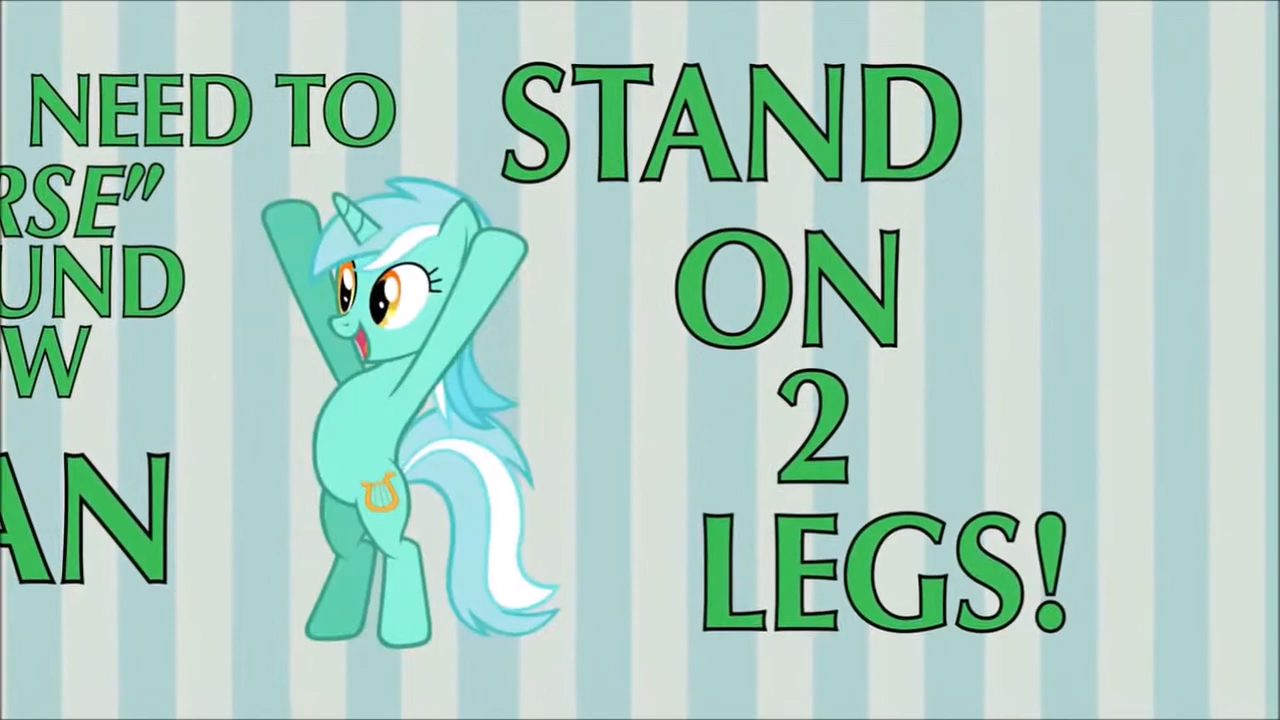 NEED TO
RSE”
UND
W
AN
STAND
ON
2
LEGS!